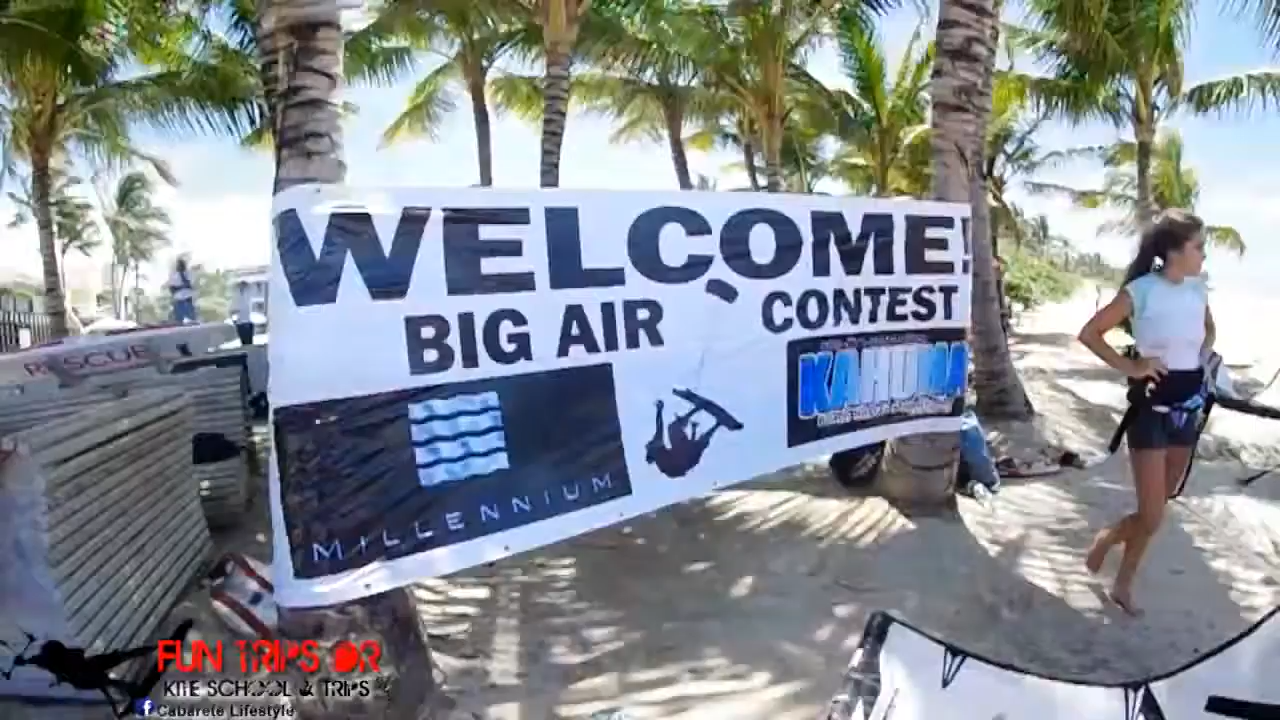 WELCOME!
BIG AIR CONTEST
KAHUNA
MILLENNIUM
RESCUE
FUN TRIPS DR
KITE SCHOOL & TRIPS
f Cabarete Lifestyle